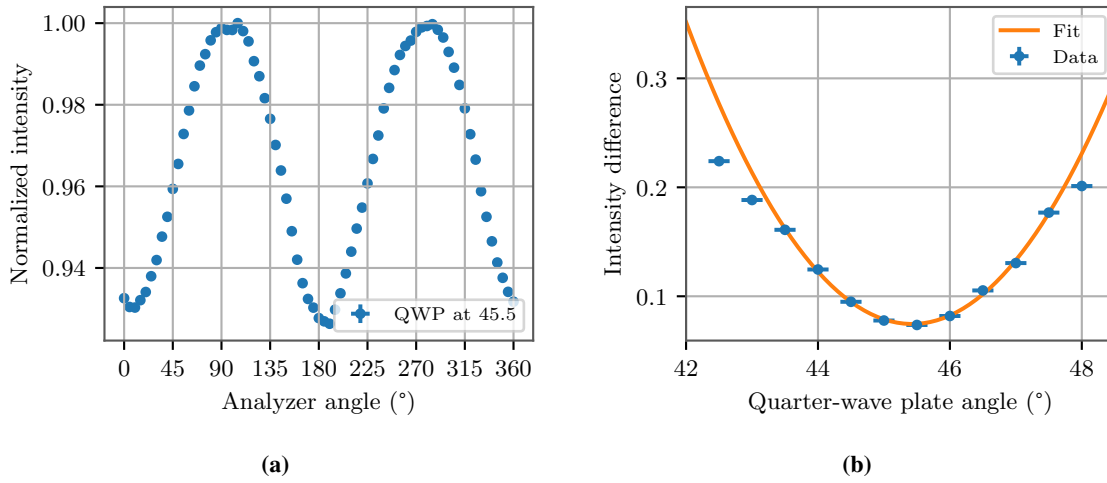 Normalized intensity
1.00
0.98
0.96
0.94
0 45 90 135 180 225 270 315 360
Analyzer angle (°)
QWP at 45.5
(a)
Intensity difference
0.3
0.2
0.1
42 44 46 48
Quarter-wave plate angle (°)
Fit
Data
(b)